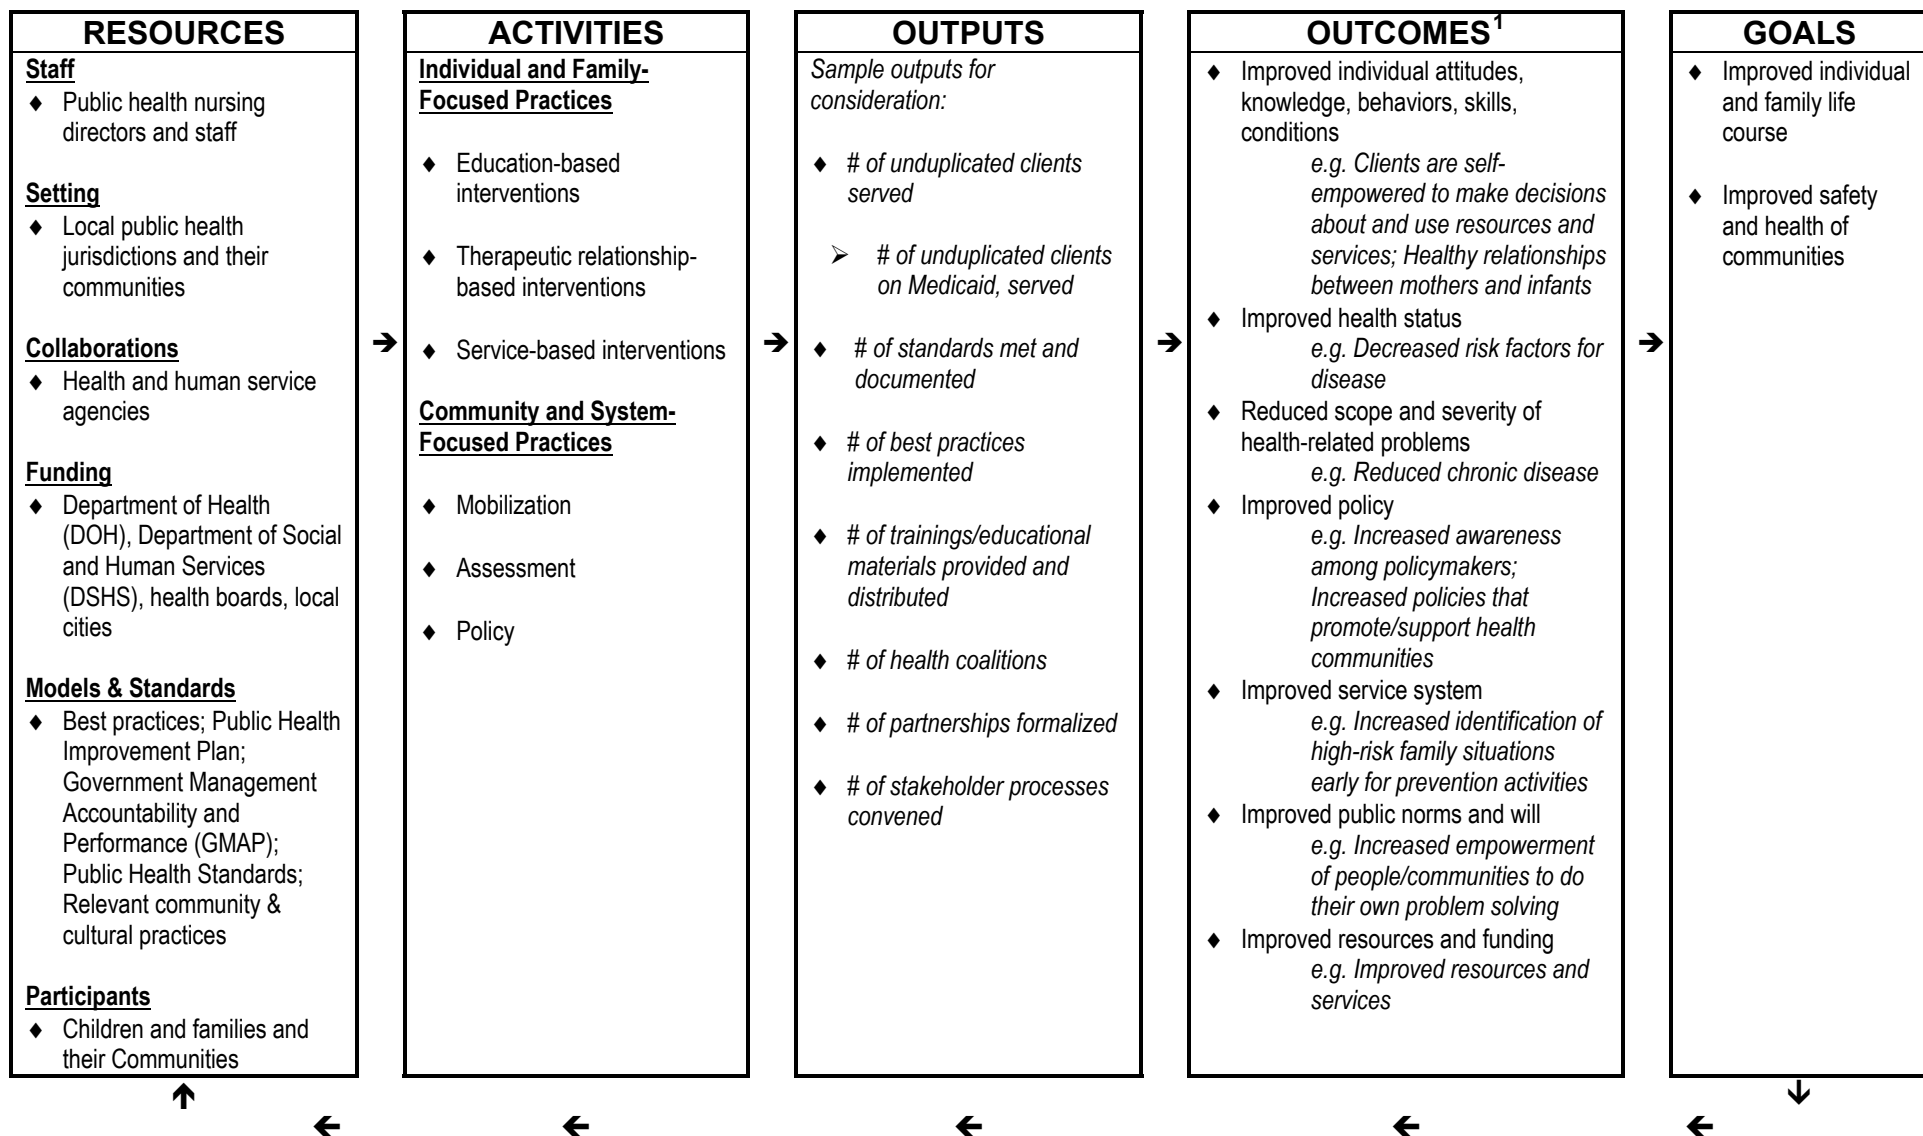 RESOURCES
Staff
♦ Public health nursing
directors and staff
Setting
♦ Local public health
jurisdictions and their
communities
Collaborations
♦ Health and human service
agencies
Funding
♦ Department of Health
(DOH), Department of Social
and Human Services
(DSHS), health boards, local
cities
Models & Standards
♦ Best practices; Public Health
Improvement Plan;
Government Management
Accountability and
Performance (GMAP);
Public Health Standards;
Relevant community &
cultural practices
Participants
♦ Children and families and
their Communities
ACTIVITIES
Individual and Family-
Focused Practices
♦ Education-based
interventions
♦ Therapeutic relationship-
based interventions
♦ Service-based interventions
Community and System-
Focused Practices
♦ Mobilization
♦ Assessment
♦ Policy
OUTPUTS
Sample outputs for
consideration:
♦ # of unduplicated clients
served
➢ # of unduplicated clients
on Medicaid, served
♦ # of standards met and
documented
♦ # of best practices
implemented
♦ # of trainings/educational
materials provided and
distributed
♦ # of health coalitions
♦ # of partnerships formalized
♦ # of stakeholder processes
convened
OUTCOMES¹
♦ Improved individual attitudes,
knowledge, behaviors, skills,
conditions
e.g. Clients are self-
empowered to make decisions
about and use resources and
services; Healthy relationships
between mothers and infants
♦ Improved health status
e.g. Decreased risk factors for
disease
♦ Reduced scope and severity of
health-related problems
e.g. Reduced chronic disease
♦ Improved policy
e.g. Increased awareness
among policymakers;
Increased policies that
promote/support health
communities
♦ Improved service system
e.g. Increased identification of
high-risk family situations
early for prevention activities
♦ Improved public norms and will
e.g. Increased empowerment
of people/communities to do
their own problem solving
♦ Improved resources and funding
e.g. Improved resources and
services
GOALS
♦ Improved individual
and family life
course
♦ Improved safety
and health of
communities